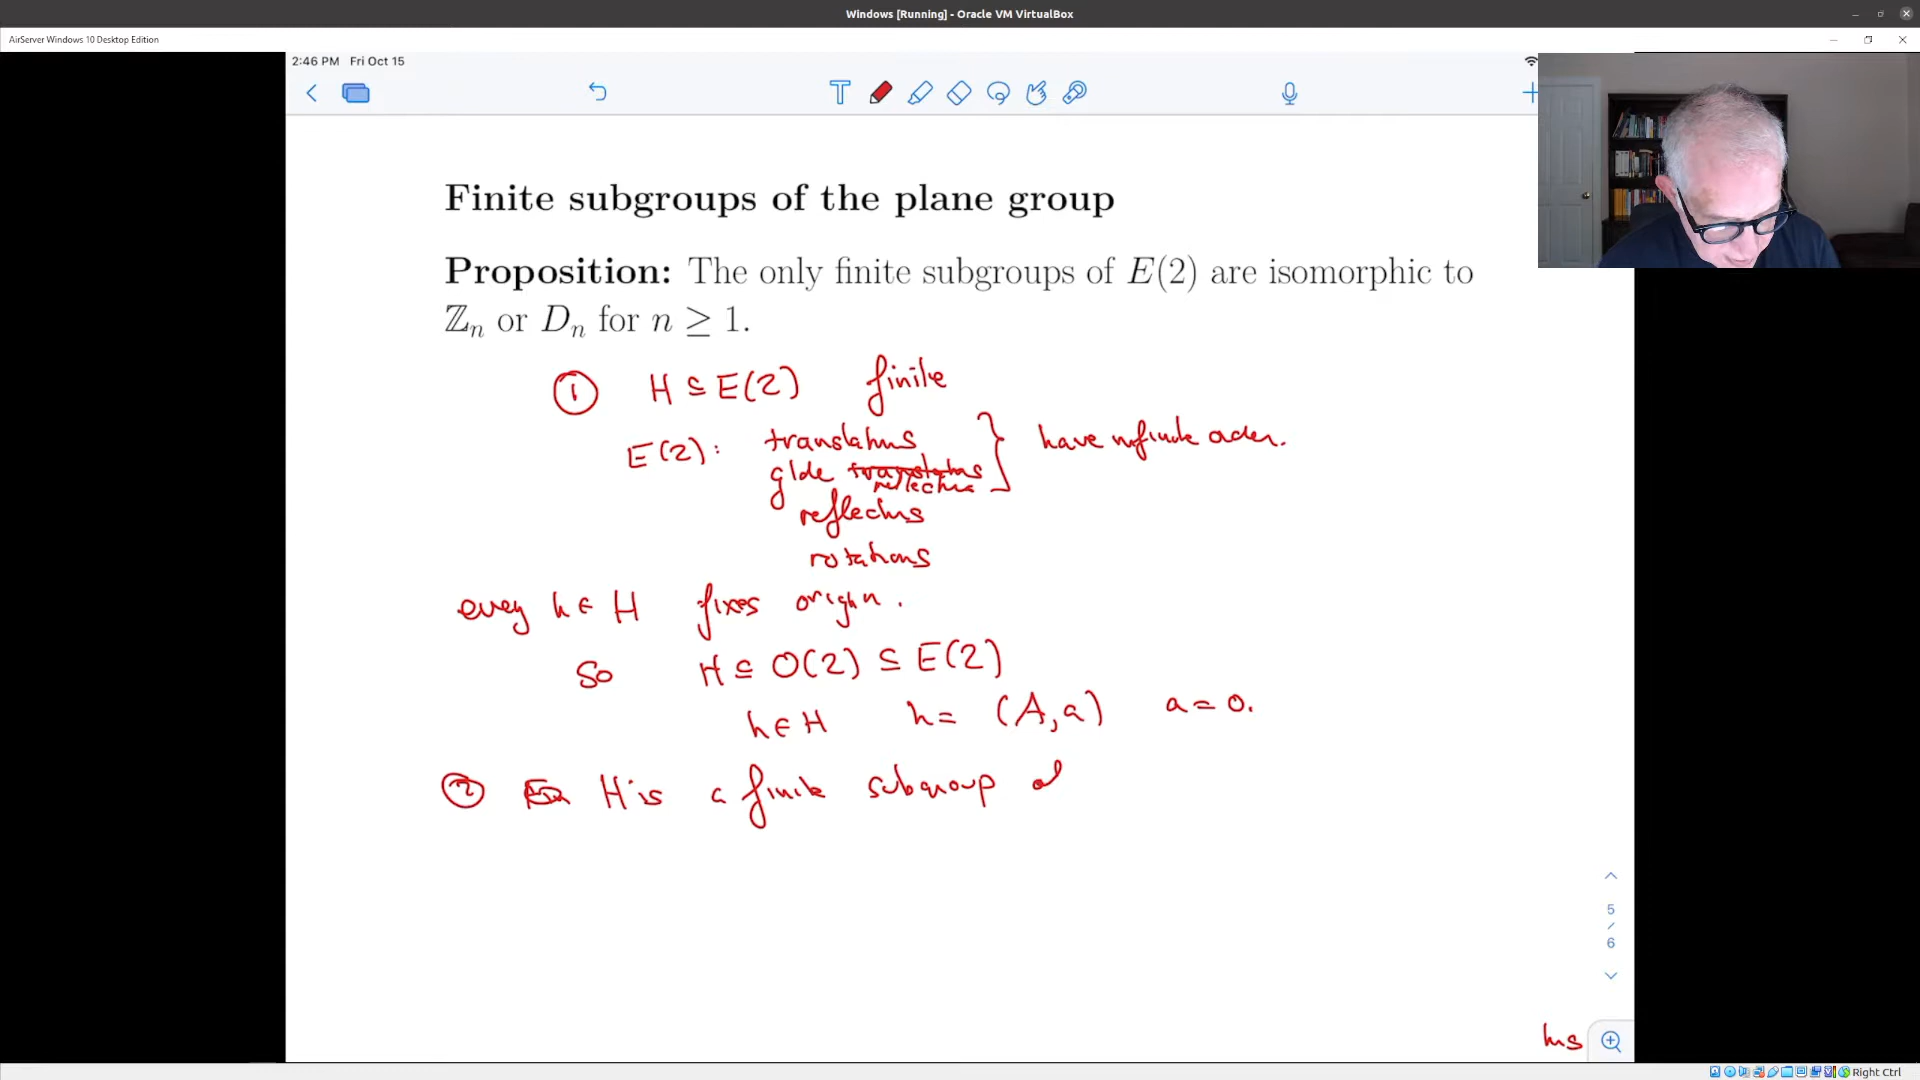 Windows [Running] - Oracle VM VirtualBox
AirServer Windows 10 Desktop Edition
2:46 PM Fri Oct 15
Finite subgroups of the plane group
Proposition: The only finite subgroups of E(2) are isomorphic to
ℤₙ or Dₙ for n ≥ 1.
① H ⊆ E(2) finite
E(2): translations } have infinite order.
glide translations
reflections
reflections
rotations
every h ∈ H fixes origin.
So H ⊆ O(2) ⊆ E(2)
h ∈ H h = (A, a) a = 0.
② H is a finite subgroup of
5
/
6
Right Ctrl